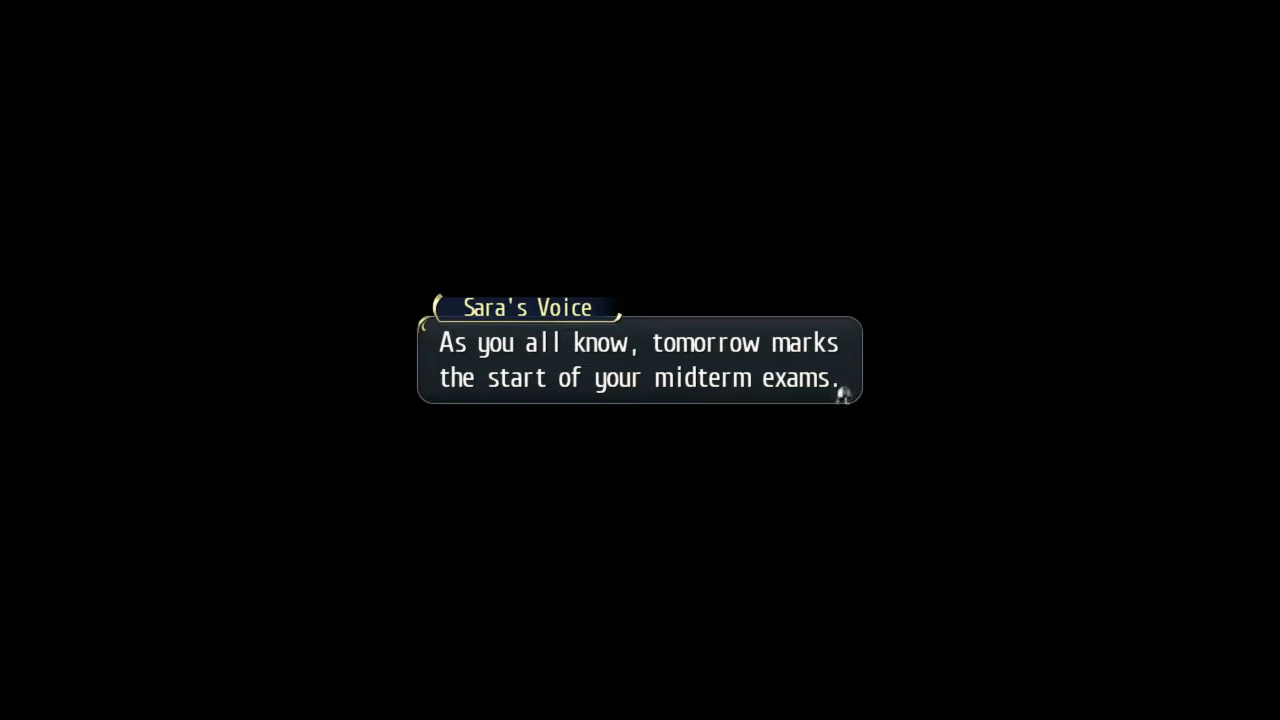 Sara's Voice
As you all know, tomorrow marks
the start of your midterm exams.